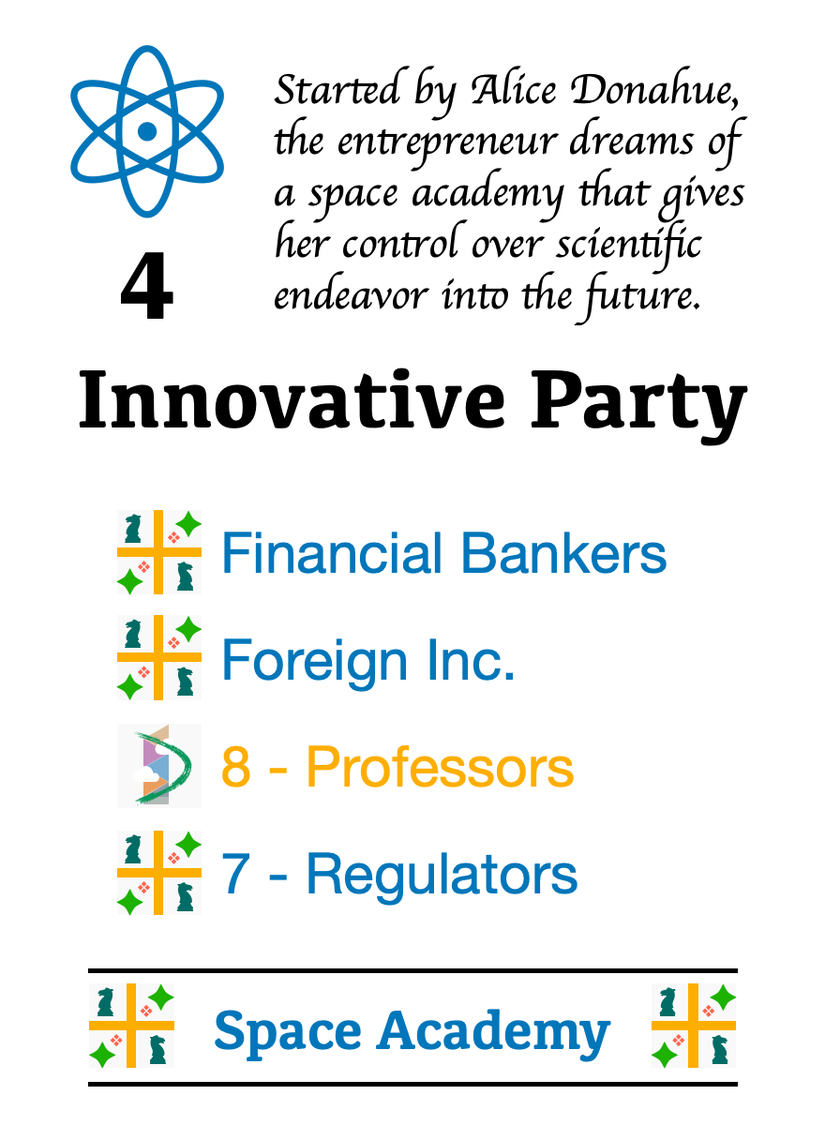 Started by Alice Donahue,
the entrepreneur dreams of
a space academy that gives
her control over scientific
endeavor into the future.
4
Innovative Party
Financial Bankers
Foreign Inc.
8 - Professors
7 - Regulators
Space Academy